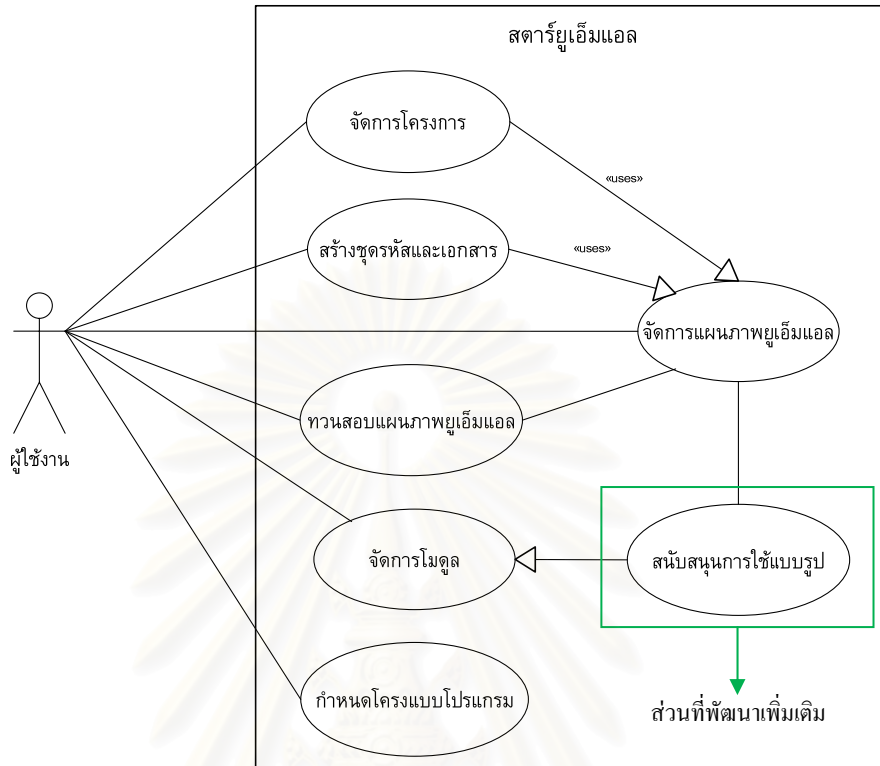 สตาร์ยูเอ็มแอล
จัดการโครงการ
«uses»
สร้างชุดรหัสและเอกสาร
«uses»
จัดการแผนภาพยูเอ็มแอล
ทวนสอบแผนภาพยูเอ็มแอล
ผู้ใช้งาน
จัดการโมดูล
สนับสนุนการใช้แบบรูป
กำหนดโครงแบบโปรแกรม
ส่วนที่พัฒนาเพิ่มเติม